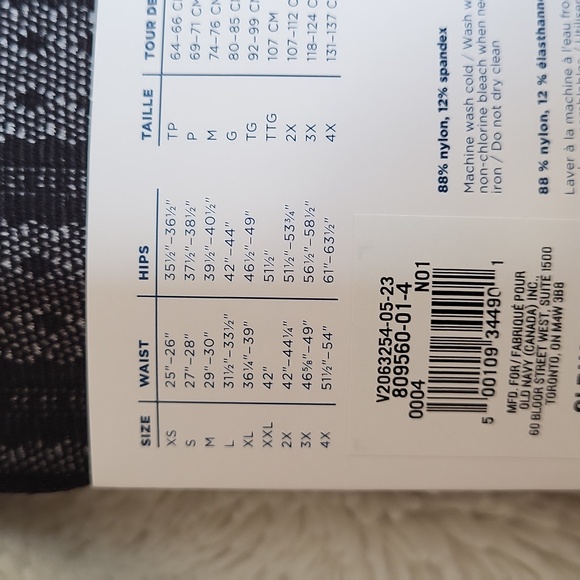 SIZE WAIST HIPS TAILLE TOUR DE
XS 25"–26" 35½"–36½" TP 64–66 C
S 27"–28" 37½"–38½" P 69–71 CM
M 29"–30" 39½"–40½" M 74–76 CM
L 31½"–33½" 42"–44" G 80–85 C
XL 36¼"–39" 46½"–49" TG 92–99 C
XXL 42" 51½" TTG 107 CM
2X 42"–44¼" 51½"–53¾" 2X 107–112 C
3X 46⅝"–49" 56½"–58½" 3X 118–124 C
4X 51½"–54" 61"–63½" 4X 131–137 C
88% nylon, 12% spandex
Machine wash cold / Wash w
non-chlorine bleach when ne
iron / Do not dry clean
88 % nylon, 12 % élasthann
Laver à la machine à l'eau fro
V2063254-05-23
809560-01-4
0004 N01
5 00109 34490 1
MFD. FOR/ FABRIQUÉ POUR
OLD NAVY (CANADA) INC.
60 BLOOR STREET WEST, SUITE 1500
TORONTO, ON M4W 3B8